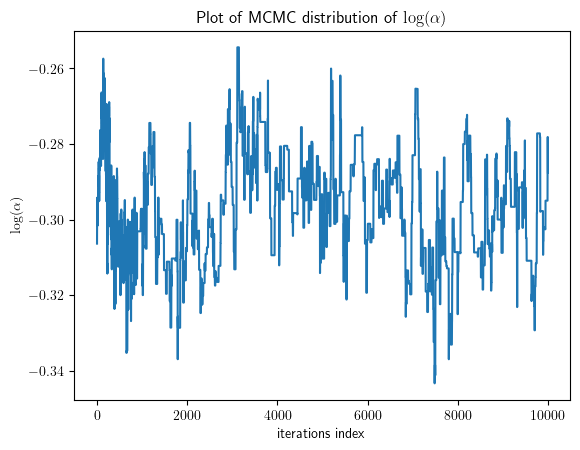 Plot of MCMC distribution of log(α)
−0.26
−0.28
−0.30
−0.32
−0.34
log(α)
0 2000 4000 6000 8000 10000
iterations index